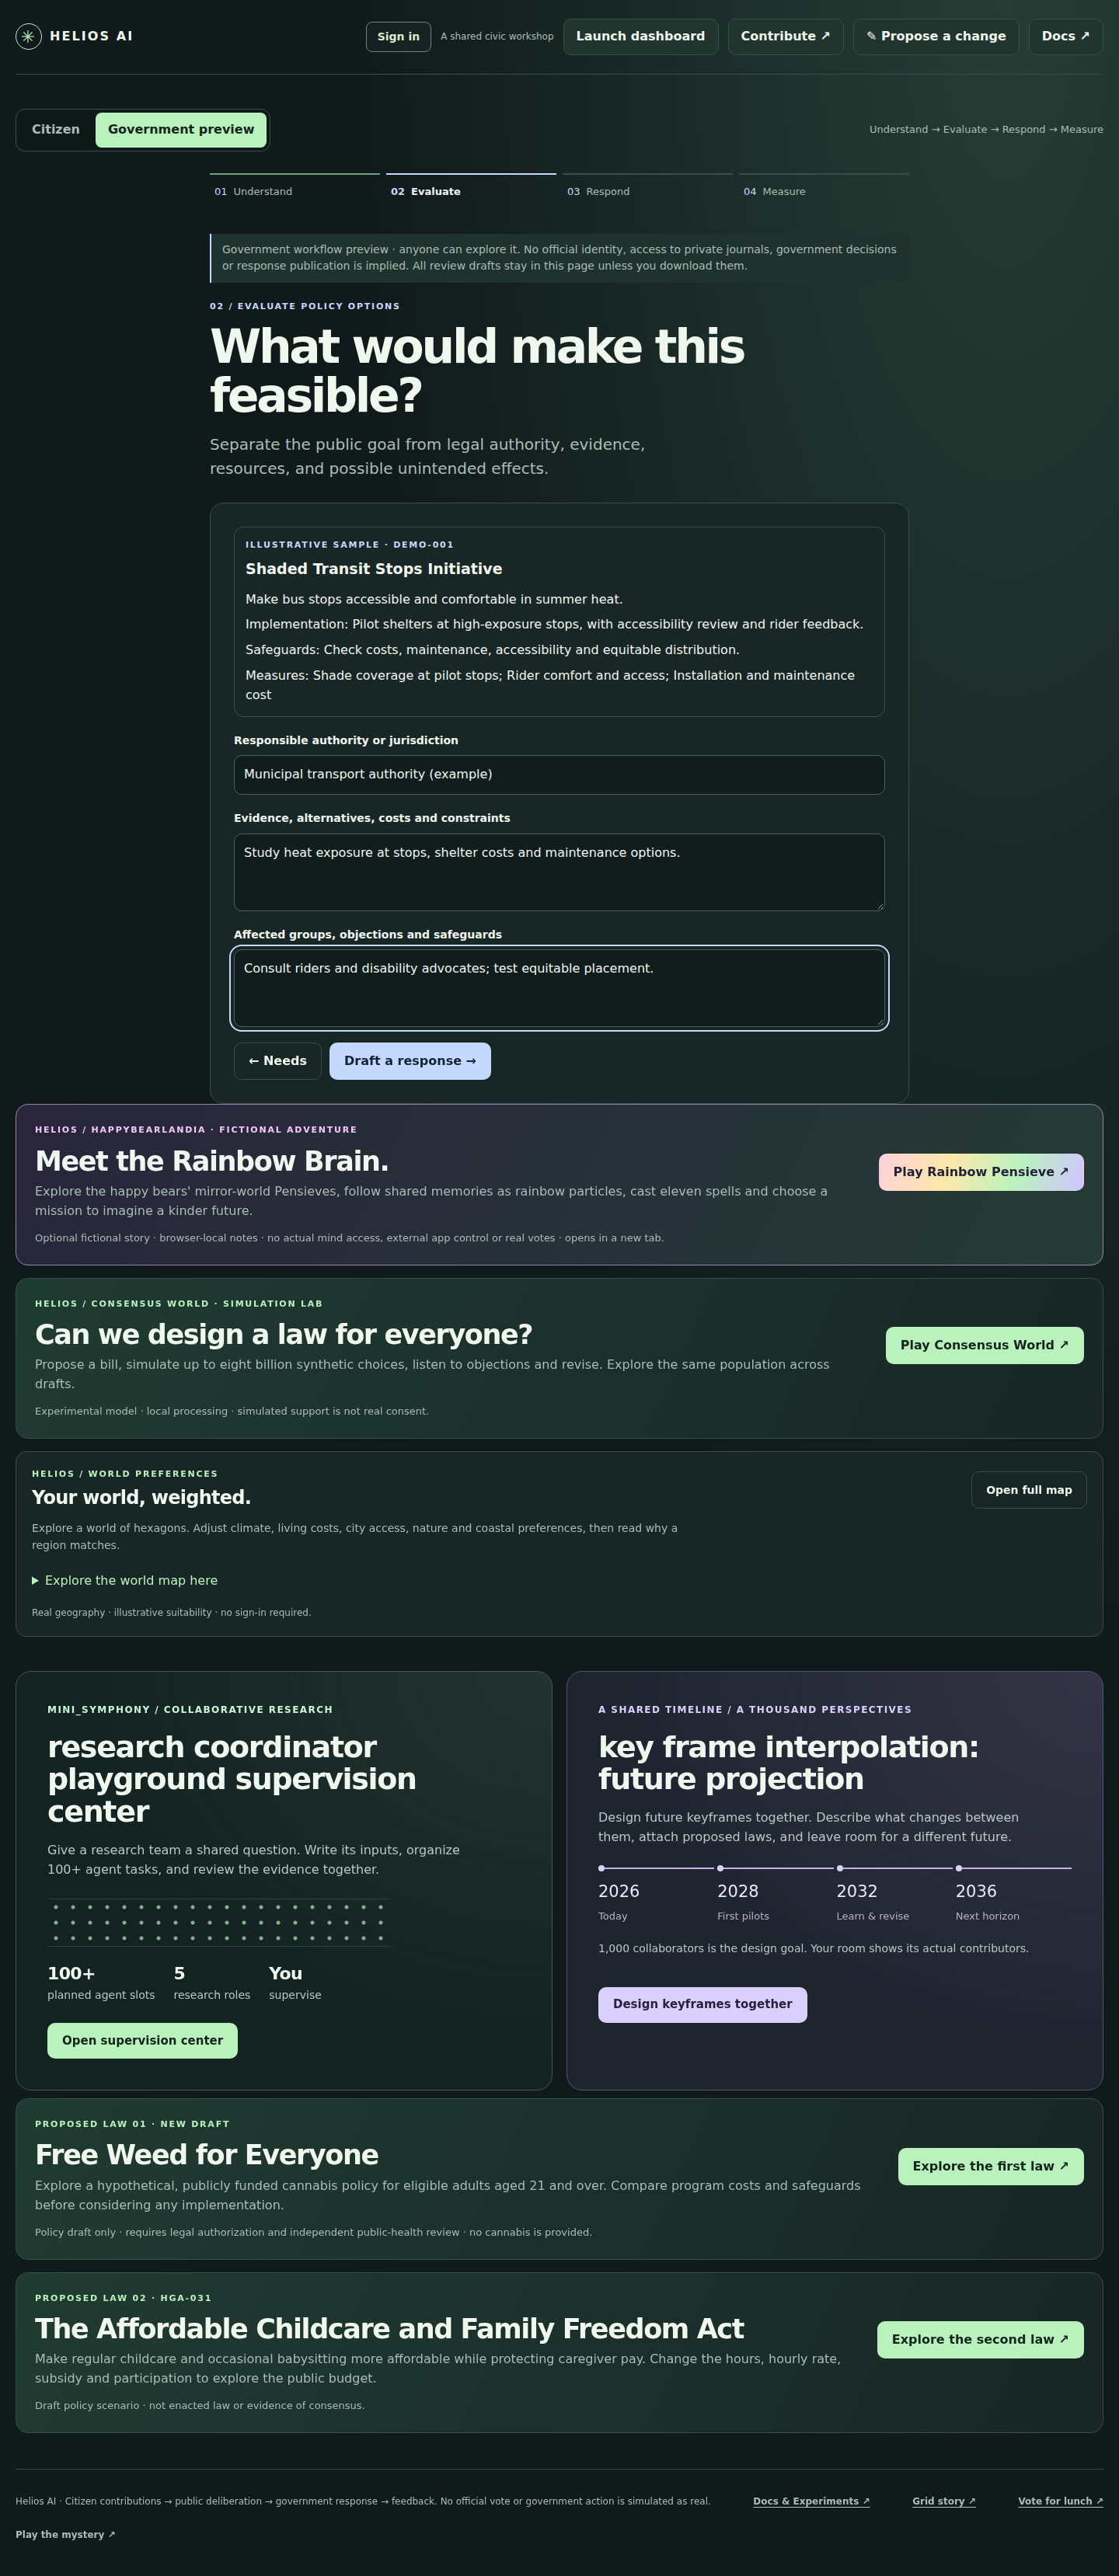 HELIOS AI
Sign in
A shared civic workshop
Launch dashboard
Contribute ↗
✎ Propose a change
Docs ↗
Citizen
Government preview
Understand → Evaluate → Respond → Measure
01 Understand
02 Evaluate
03 Respond
04 Measure
Government workflow preview · anyone can explore it. No official identity, access to private journals, government decisions
or response publication is implied. All review drafts stay in this page unless you download them.
02 / EVALUATE POLICY OPTIONS
What would make this
feasible?
Separate the public goal from legal authority, evidence,
resources, and possible unintended effects.
ILLUSTRATIVE SAMPLE · DEMO-001
Shaded Transit Stops Initiative
Make bus stops accessible and comfortable in summer heat.
Implementation: Pilot shelters at high-exposure stops, with accessibility review and rider feedback.
Safeguards: Check costs, maintenance, accessibility and equitable distribution.
Measures: Shade coverage at pilot stops; Rider comfort and access; Installation and maintenance
cost
Responsible authority or jurisdiction
Municipal transport authority (example)
Evidence, alternatives, costs and constraints
Study heat exposure at stops, shelter costs and maintenance options.
Affected groups, objections and safeguards
Consult riders and disability advocates; test equitable placement.
← Needs
Draft a response →
HELIOS / HAPPYBEARLANDIA · FICTIONAL ADVENTURE
Meet the Rainbow Brain.
Explore the happy bears' mirror-world Pensieves, follow shared memories as rainbow particles, cast eleven spells and choose a
mission to imagine a kinder future.
Optional fictional story · browser-local notes · no actual mind access, external app control or real votes · opens in a new tab.
Play Rainbow Pensieve ↗
HELIOS / CONSENSUS WORLD · SIMULATION LAB
Can we design a law for everyone?
Propose a bill, simulate up to eight billion synthetic choices, listen to objections and revise. Explore the same population across
drafts.
Experimental model · local processing · simulated support is not real consent.
Play Consensus World ↗
HELIOS / WORLD PREFERENCES
Your world, weighted.
Explore a world of hexagons. Adjust climate, living costs, city access, nature and coastal preferences, then read why a
region matches.
▶ Explore the world map here
Real geography · illustrative suitability · no sign-in required.
Open full map
MINI_SYMPHONY / COLLABORATIVE RESEARCH
research coordinator
playground supervision
center
Give a research team a shared question. Write its inputs, organize
100+ agent tasks, and review the evidence together.
100+
planned agent slots
5
research roles
You
supervise
Open supervision center
A SHARED TIMELINE / A THOUSAND PERSPECTIVES
key frame interpolation:
future projection
Design future keyframes together. Describe what changes between
them, attach proposed laws, and leave room for a different future.
2026
Today
2028
First pilots
2032
Learn & revise
2036
Next horizon
1,000 collaborators is the design goal. Your room shows its actual contributors.
Design keyframes together
PROPOSED LAW 01 · NEW DRAFT
Free Weed for Everyone
Explore a hypothetical, publicly funded cannabis policy for eligible adults aged 21 and over. Compare program costs and safeguards
before considering any implementation.
Policy draft only · requires legal authorization and independent public-health review · no cannabis is provided.
Explore the first law ↗
PROPOSED LAW 02 · HGA-031
The Affordable Childcare and Family Freedom Act
Make regular childcare and occasional babysitting more affordable while protecting caregiver pay. Change the hours, hourly rate,
subsidy and participation to explore the public budget.
Draft policy scenario · not enacted law or evidence of consensus.
Explore the second law ↗
Helios AI · Citizen contributions → public deliberation → government response → feedback. No official vote or government action is simulated as real.
Docs & Experiments ↗
Grid story ↗
Vote for lunch ↗
Play the mystery ↗